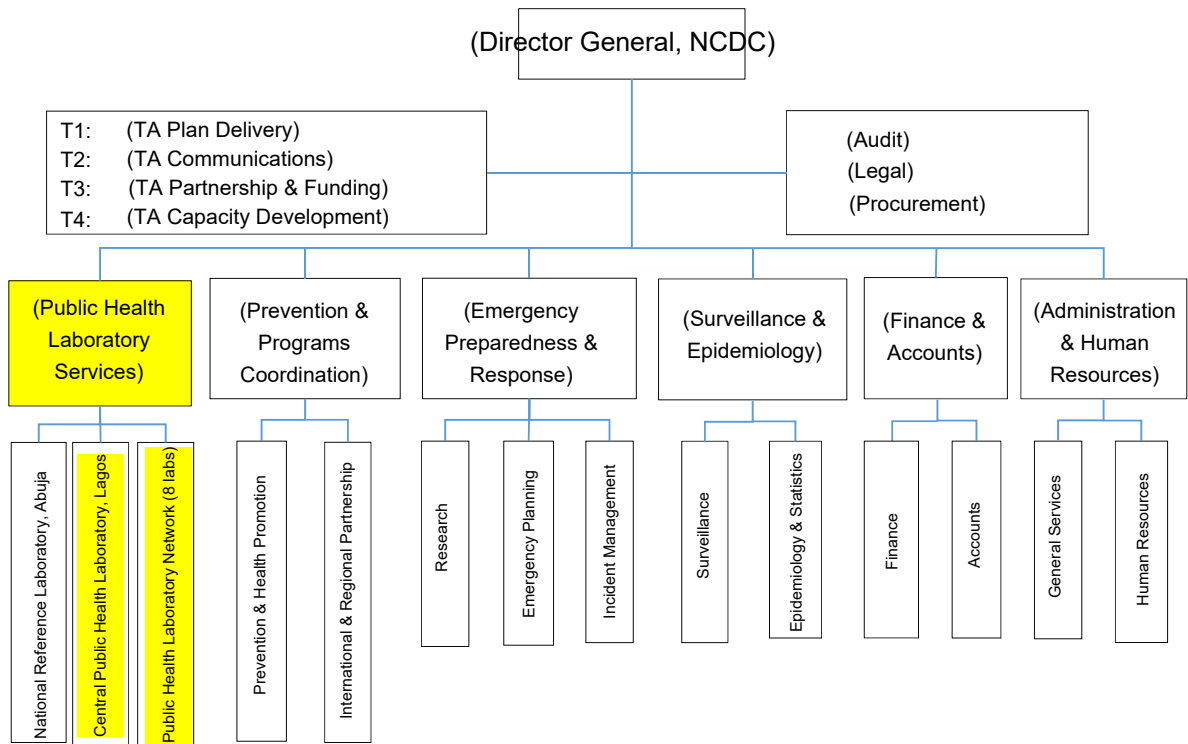 (Director General, NCDC)
T1: (TA Plan Delivery)
T2: (TA Communications)
T3: (TA Partnership & Funding)
T4: (TA Capacity Development)
(Audit)
(Legal)
(Procurement)
(Public Health
Laboratory
Services)
(Prevention &
Programs
Coordination)
(Emergency
Preparedness &
Response)
(Surveillance &
Epidemiology)
(Finance &
Accounts)
(Administration
& Human
Resources)
National Reference Laboratory, Abuja
Central Public Health Laboratory, Lagos
Public Health Laboratory Network (8 labs)
Prevention & Health Promotion
International & Regional Partnership
Research
Emergency Planning
Incident Management
Surveillance
Epidemiology & Statistics
Finance
Accounts
General Services
Human Resources